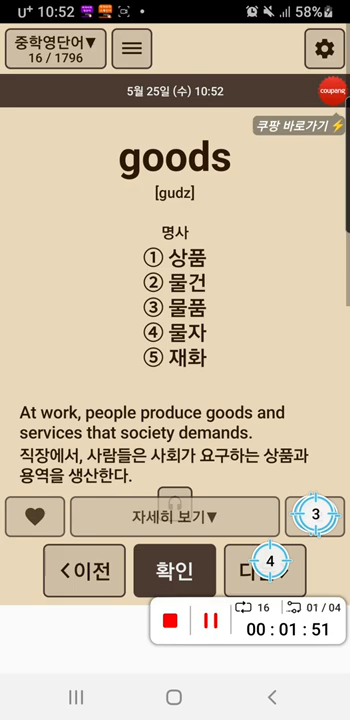 U+ 10:52 58%
중학영단어▼
16 / 1796
5월 25일 (수) 10:52
coupang
쿠팡 바로가기⚡
goods
[gudz]
명사
① 상품
② 물건
③ 물품
④ 물자
⑤ 재화
At work, people produce goods and
services that society demands.
직장에서, 사람들은 사회가 요구하는 상품과
용역을 생산한다.
자세히 보기▼
3
<이전
확인
4
16 01 / 04
00 : 01 : 51